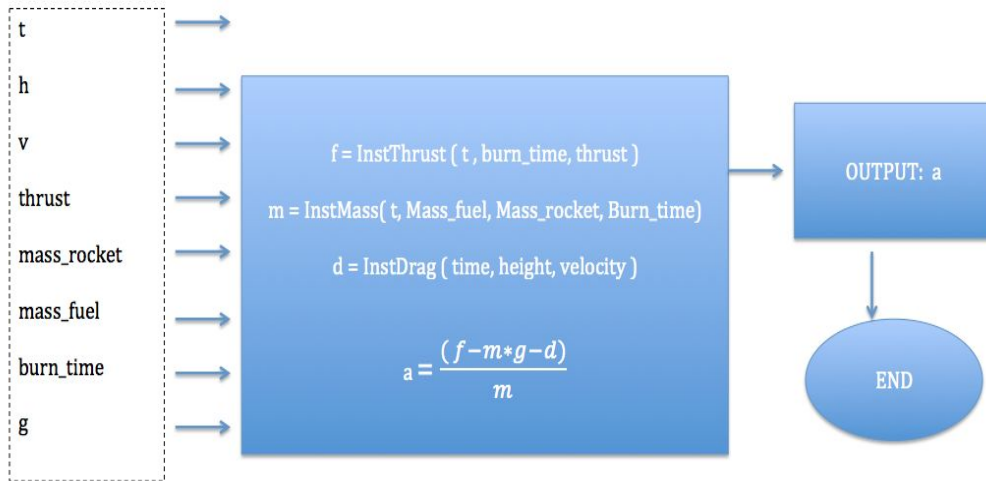 t
h
v
thrust
mass_rocket
mass_fuel
burn_time
g
f = InstThrust ( t , burn_time, thrust )
m = InstMass( t, Mass_fuel, Mass_rocket, Burn_time)
d = InstDrag ( time, height, velocity )
a = (f−m*g−d)
m
OUTPUT: a
END